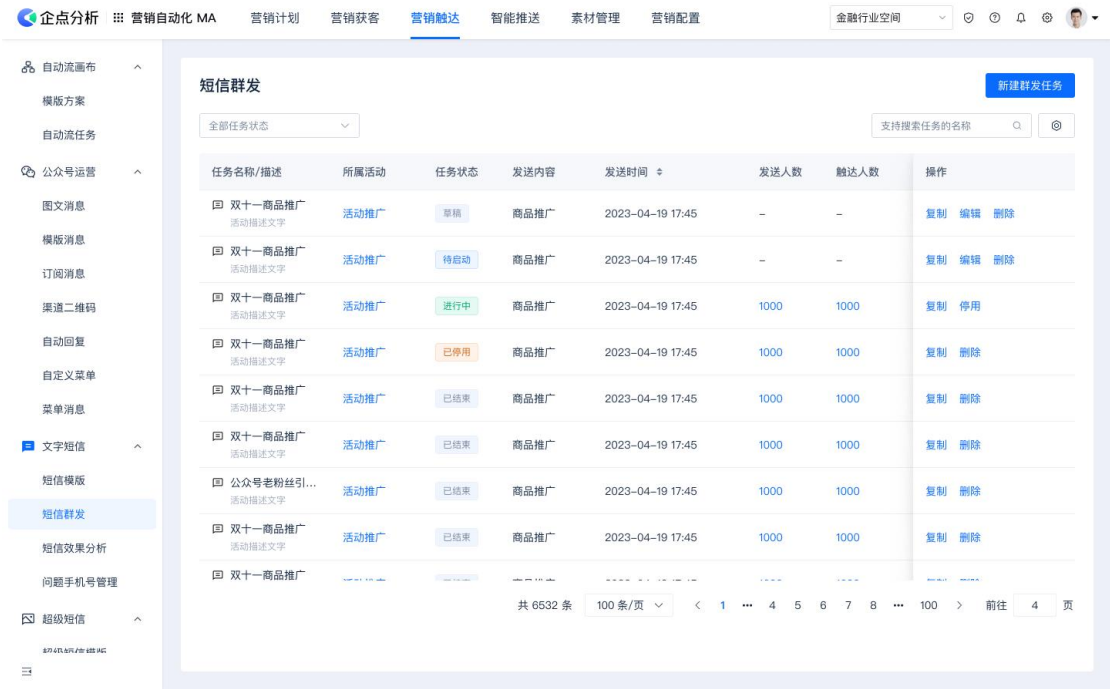 企点分析 营销自动化 MA 营销计划 营销获客 营销触达 智能推送 素材管理 营销配置 金融行业空间
自动流画布
模版方案
自动流任务
公众号运营
图文消息
模版消息
订阅消息
渠道二维码
自动回复
自定义菜单
菜单消息
文字短信
短信模版
短信群发
短信效果分析
问题手机号管理
超级短信
超级短信模版
短信群发 新建群发任务
全部任务状态 支持搜索任务的名称
任务名称/描述 所属活动 任务状态 发送内容 发送时间 发送人数 触达人数 操作
双十一商品推广 活动推广 草稿 商品推广 2023-04-19 17:45 – – 复制 编辑 删除
活动描述文字
双十一商品推广 活动推广 待启动 商品推广 2023-04-19 17:45 – – 复制 编辑 删除
活动描述文字
双十一商品推广 活动推广 进行中 商品推广 2023-04-19 17:45 1000 1000 复制 停用
活动描述文字
双十一商品推广 活动推广 已停用 商品推广 2023-04-19 17:45 1000 1000 复制 删除
活动描述文字
双十一商品推广 活动推广 已结束 商品推广 2023-04-19 17:45 1000 1000 复制 删除
活动描述文字
双十一商品推广 活动推广 已结束 商品推广 2023-04-19 17:45 1000 1000 复制 删除
活动描述文字
公众号老粉丝引... 活动推广 已结束 商品推广 2023-04-19 17:45 1000 1000 复制 删除
活动描述文字
双十一商品推广 活动推广 已结束 商品推广 2023-04-19 17:45 1000 1000 复制 删除
活动描述文字
双十一商品推广
共 6532 条 100 条/页 < 1 ••• 4 5 6 7 8 ••• 100 > 前往 4 页